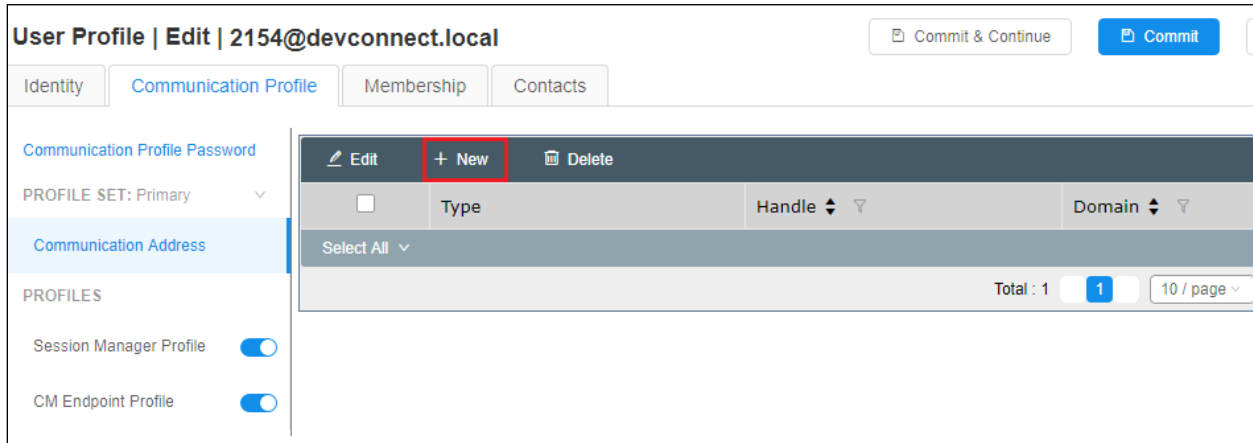 User Profile | Edit | 2154@devconnect.local
Commit & Continue
Commit
Identity
Communication Profile
Membership
Contacts
Communication Profile Password
PROFILE SET: Primary
Communication Address
PROFILES
Session Manager Profile
CM Endpoint Profile
Edit
+ New
Delete
Type
Handle
Domain
Select All
Total : 1
1
10 / page